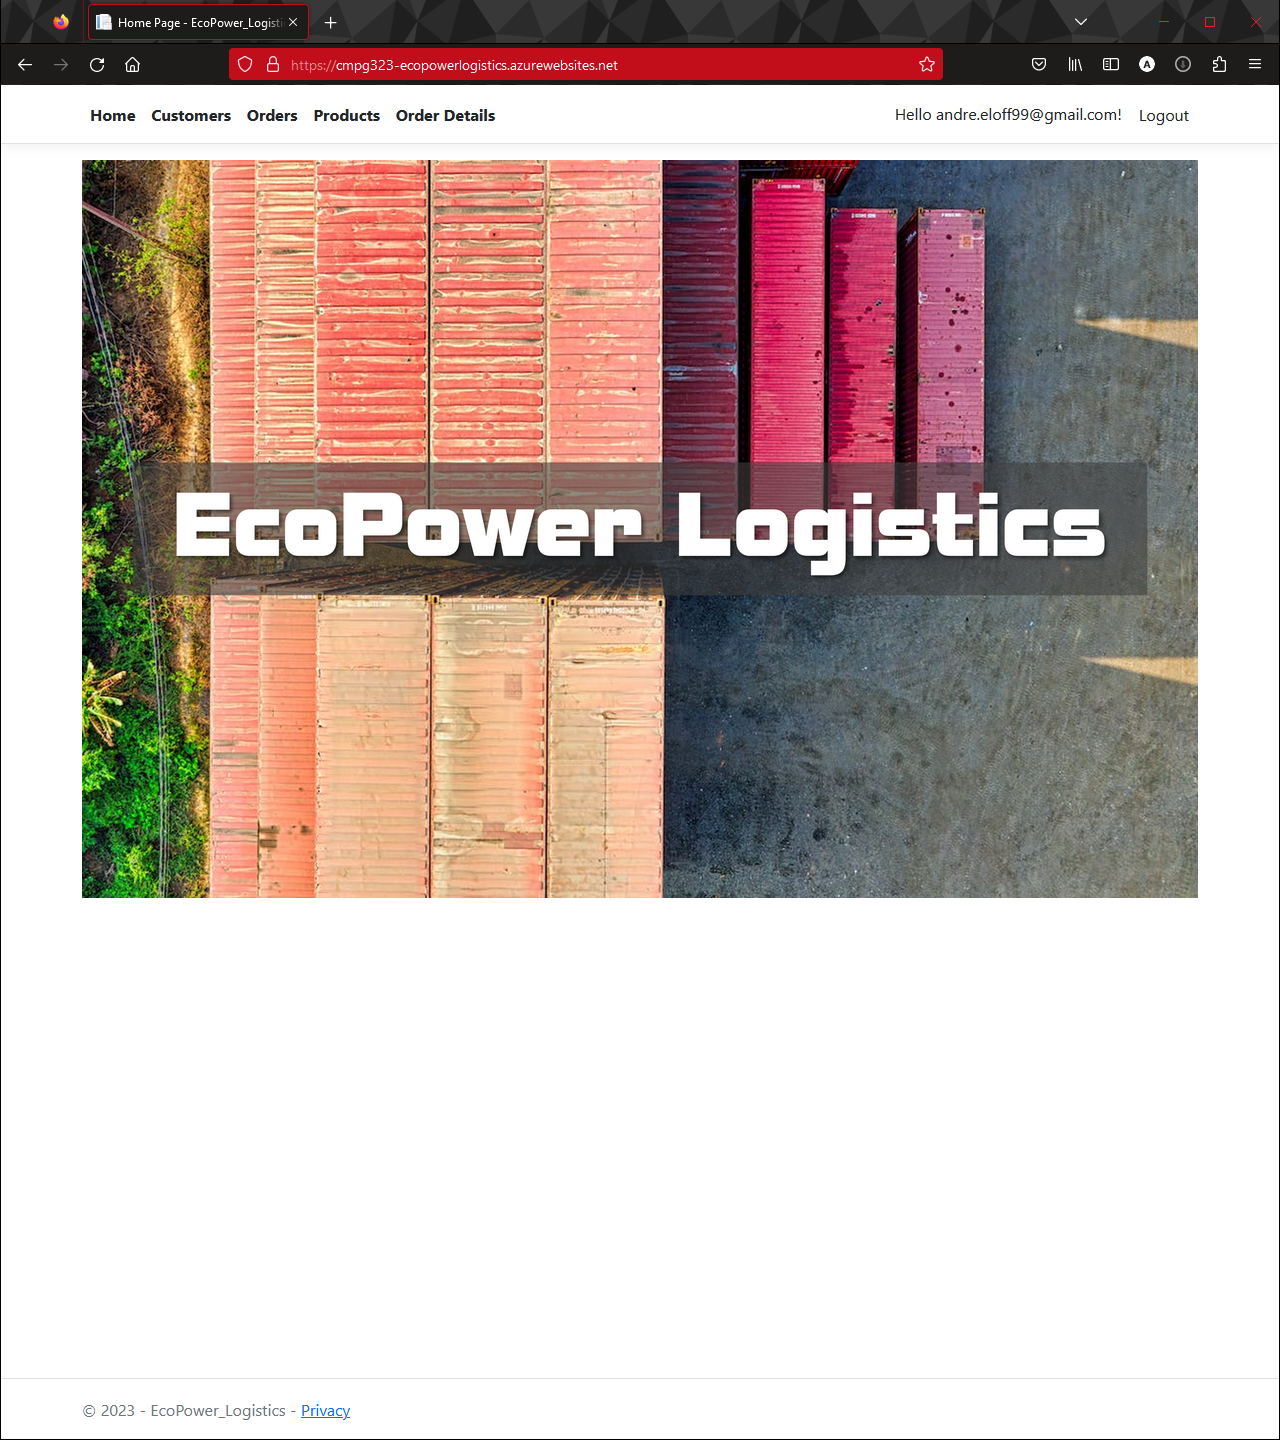 Home Page - EcoPower_Logisti
https://cmpg323-ecopowerlogistics.azurewebsites.net
A
Home Customers Orders Products Order Details Hello andre.eloff99@gmail.com! Logout
EcoPower Logistics
© 2023 - EcoPower_Logistics - Privacy